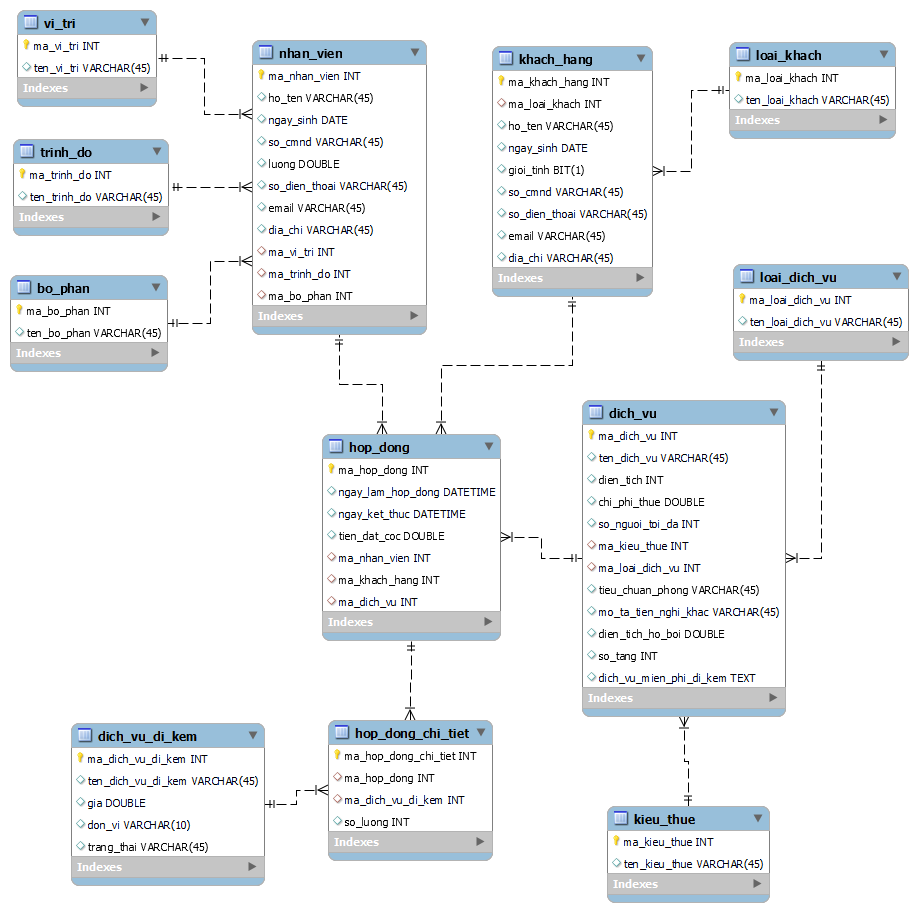 vi_tri
ma_vi_tri INT
ten_vi_tri VARCHAR(45)
Indexes
trinh_do
ma_trinh_do INT
ten_trinh_do VARCHAR(45)
Indexes
bo_phan
ma_bo_phan INT
ten_bo_phan VARCHAR(45)
Indexes
nhan_vien
ma_nhan_vien INT
ho_ten VARCHAR(45)
ngay_sinh DATE
so_cmnd VARCHAR(45)
luong DOUBLE
so_dien_thoai VARCHAR(45)
email VARCHAR(45)
dia_chi VARCHAR(45)
ma_vi_tri INT
ma_trinh_do INT
ma_bo_phan INT
Indexes
khach_hang
ma_khach_hang INT
ma_loai_khach INT
ho_ten VARCHAR(45)
ngay_sinh DATE
gioi_tinh BIT(1)
so_cmnd VARCHAR(45)
so_dien_thoai VARCHAR(45)
email VARCHAR(45)
dia_chi VARCHAR(45)
Indexes
loai_khach
ma_loai_khach INT
ten_loai_khach VARCHAR(45)
Indexes
loai_dich_vu
ma_loai_dich_vu INT
ten_loai_dich_vu VARCHAR(45)
Indexes
hop_dong
ma_hop_dong INT
ngay_lam_hop_dong DATETIME
ngay_ket_thuc DATETIME
tien_dat_coc DOUBLE
ma_nhan_vien INT
ma_khach_hang INT
ma_dich_vu INT
Indexes
dich_vu
ma_dich_vu INT
ten_dich_vu VARCHAR(45)
dien_tich INT
chi_phi_thue DOUBLE
so_nguoi_toi_da INT
ma_kieu_thue INT
ma_loai_dich_vu INT
tieu_chuan_phong VARCHAR(45)
mo_ta_tien_nghi_khac VARCHAR(45)
dien_tich_ho_boi DOUBLE
so_tang INT
dich_vu_mien_phi_di_kem TEXT
Indexes
dich_vu_di_kem
ma_dich_vu_di_kem INT
ten_dich_vu_di_kem VARCHAR(45)
gia DOUBLE
don_vi VARCHAR(10)
trang_thai VARCHAR(45)
Indexes
hop_dong_chi_tiet
ma_hop_dong_chi_tiet INT
ma_hop_dong INT
ma_dich_vu_di_kem INT
so_luong INT
Indexes
kieu_thue
ma_kieu_thue INT
ten_kieu_thue VARCHAR(45)
Indexes